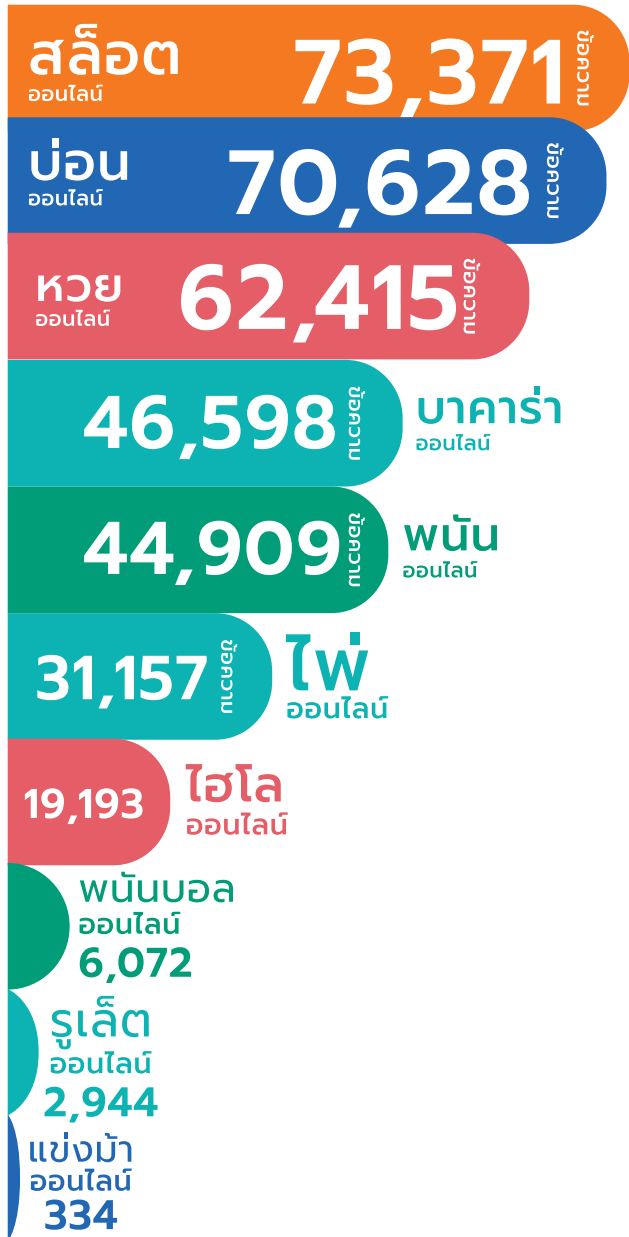 สล็อต
ออนไลน์
73,371
ข้อความ
บ่อน
ออนไลน์
70,628
ข้อความ
หวย
ออนไลน์
62,415
ข้อความ
46,598
ข้อความ
บาคาร่า
ออนไลน์
44,909
ข้อความ
พนัน
ออนไลน์
31,157
ข้อความ
ไพ่
ออนไลน์
19,193
ไฮโล
ออนไลน์
พนันบอล
ออนไลน์
6,072
รูเล็ต
ออนไลน์
2,944
แข่งม้า
ออนไลน์
334